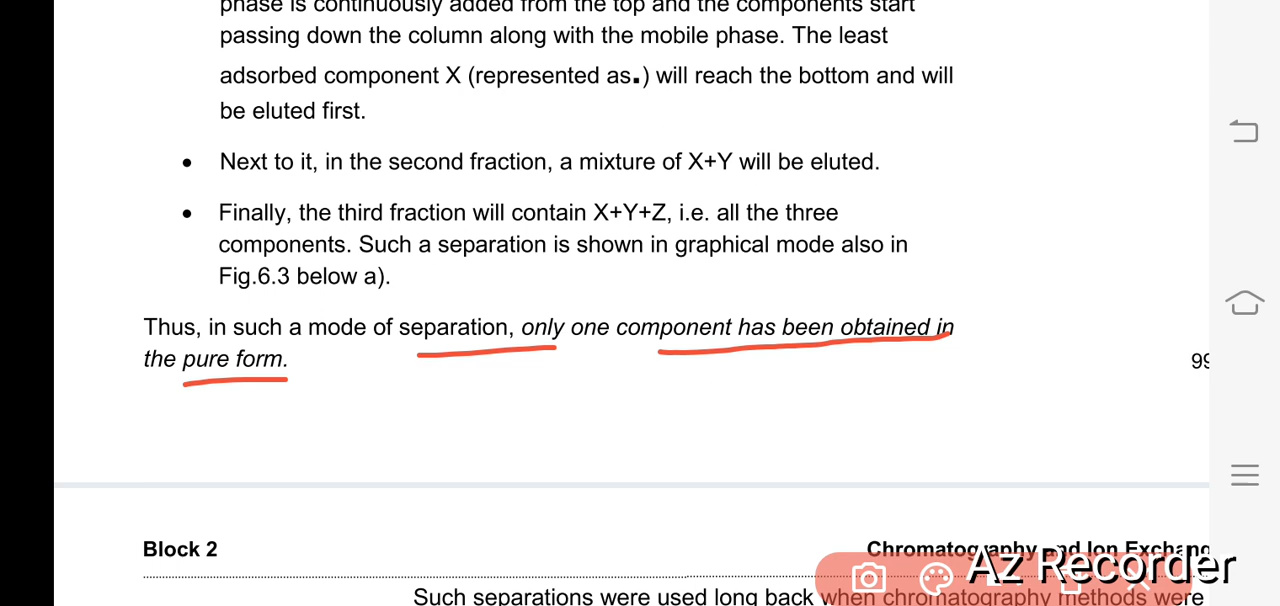 phase is continuously added from the top and the components start
passing down the column along with the mobile phase. The least
adsorbed component X (represented as.) will reach the bottom and will
be eluted first.
• Next to it, in the second fraction, a mixture of X+Y will be eluted.
• Finally, the third fraction will contain X+Y+Z, i.e. all the three
components. Such a separation is shown in graphical mode also in
Fig.6.3 below a).
Thus, in such a mode of separation, only one component has been obtained in
the pure form.
99
Block 2
Chromatography and Ion Exchang
Az Recorder
Such separations were used long back when chromatography methods were